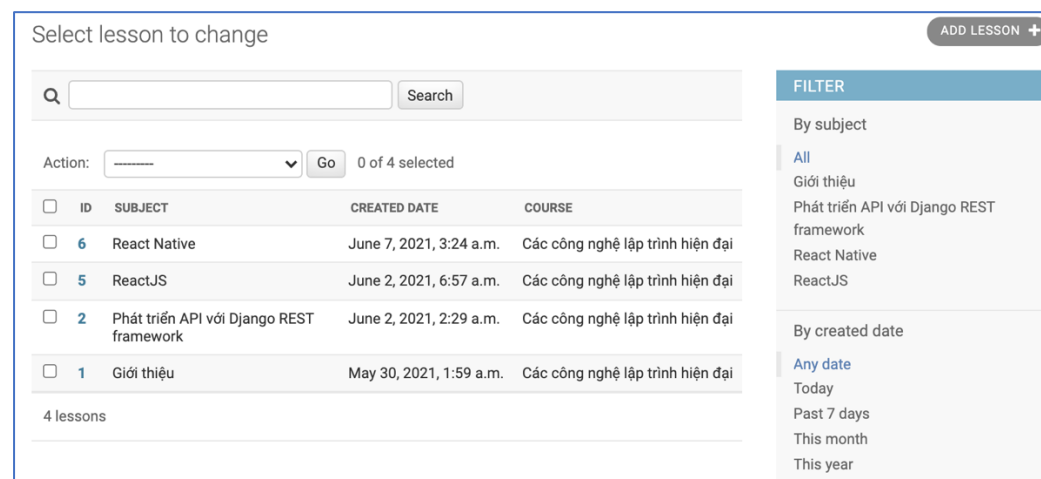 Select lesson to change
ADD LESSON +
Search
Action: --------- Go 0 of 4 selected
ID SUBJECT CREATED DATE COURSE
6 React Native June 7, 2021, 3:24 a.m. Các công nghệ lập trình hiện đại
5 ReactJS June 2, 2021, 6:57 a.m. Các công nghệ lập trình hiện đại
2 Phát triển API với Django REST June 2, 2021, 2:29 a.m. Các công nghệ lập trình hiện đại
framework
1 Giới thiệu May 30, 2021, 1:59 a.m. Các công nghệ lập trình hiện đại
4 lessons
FILTER
By subject
All
Giới thiệu
Phát triển API với Django REST
framework
React Native
ReactJS
By created date
Any date
Today
Past 7 days
This month
This year